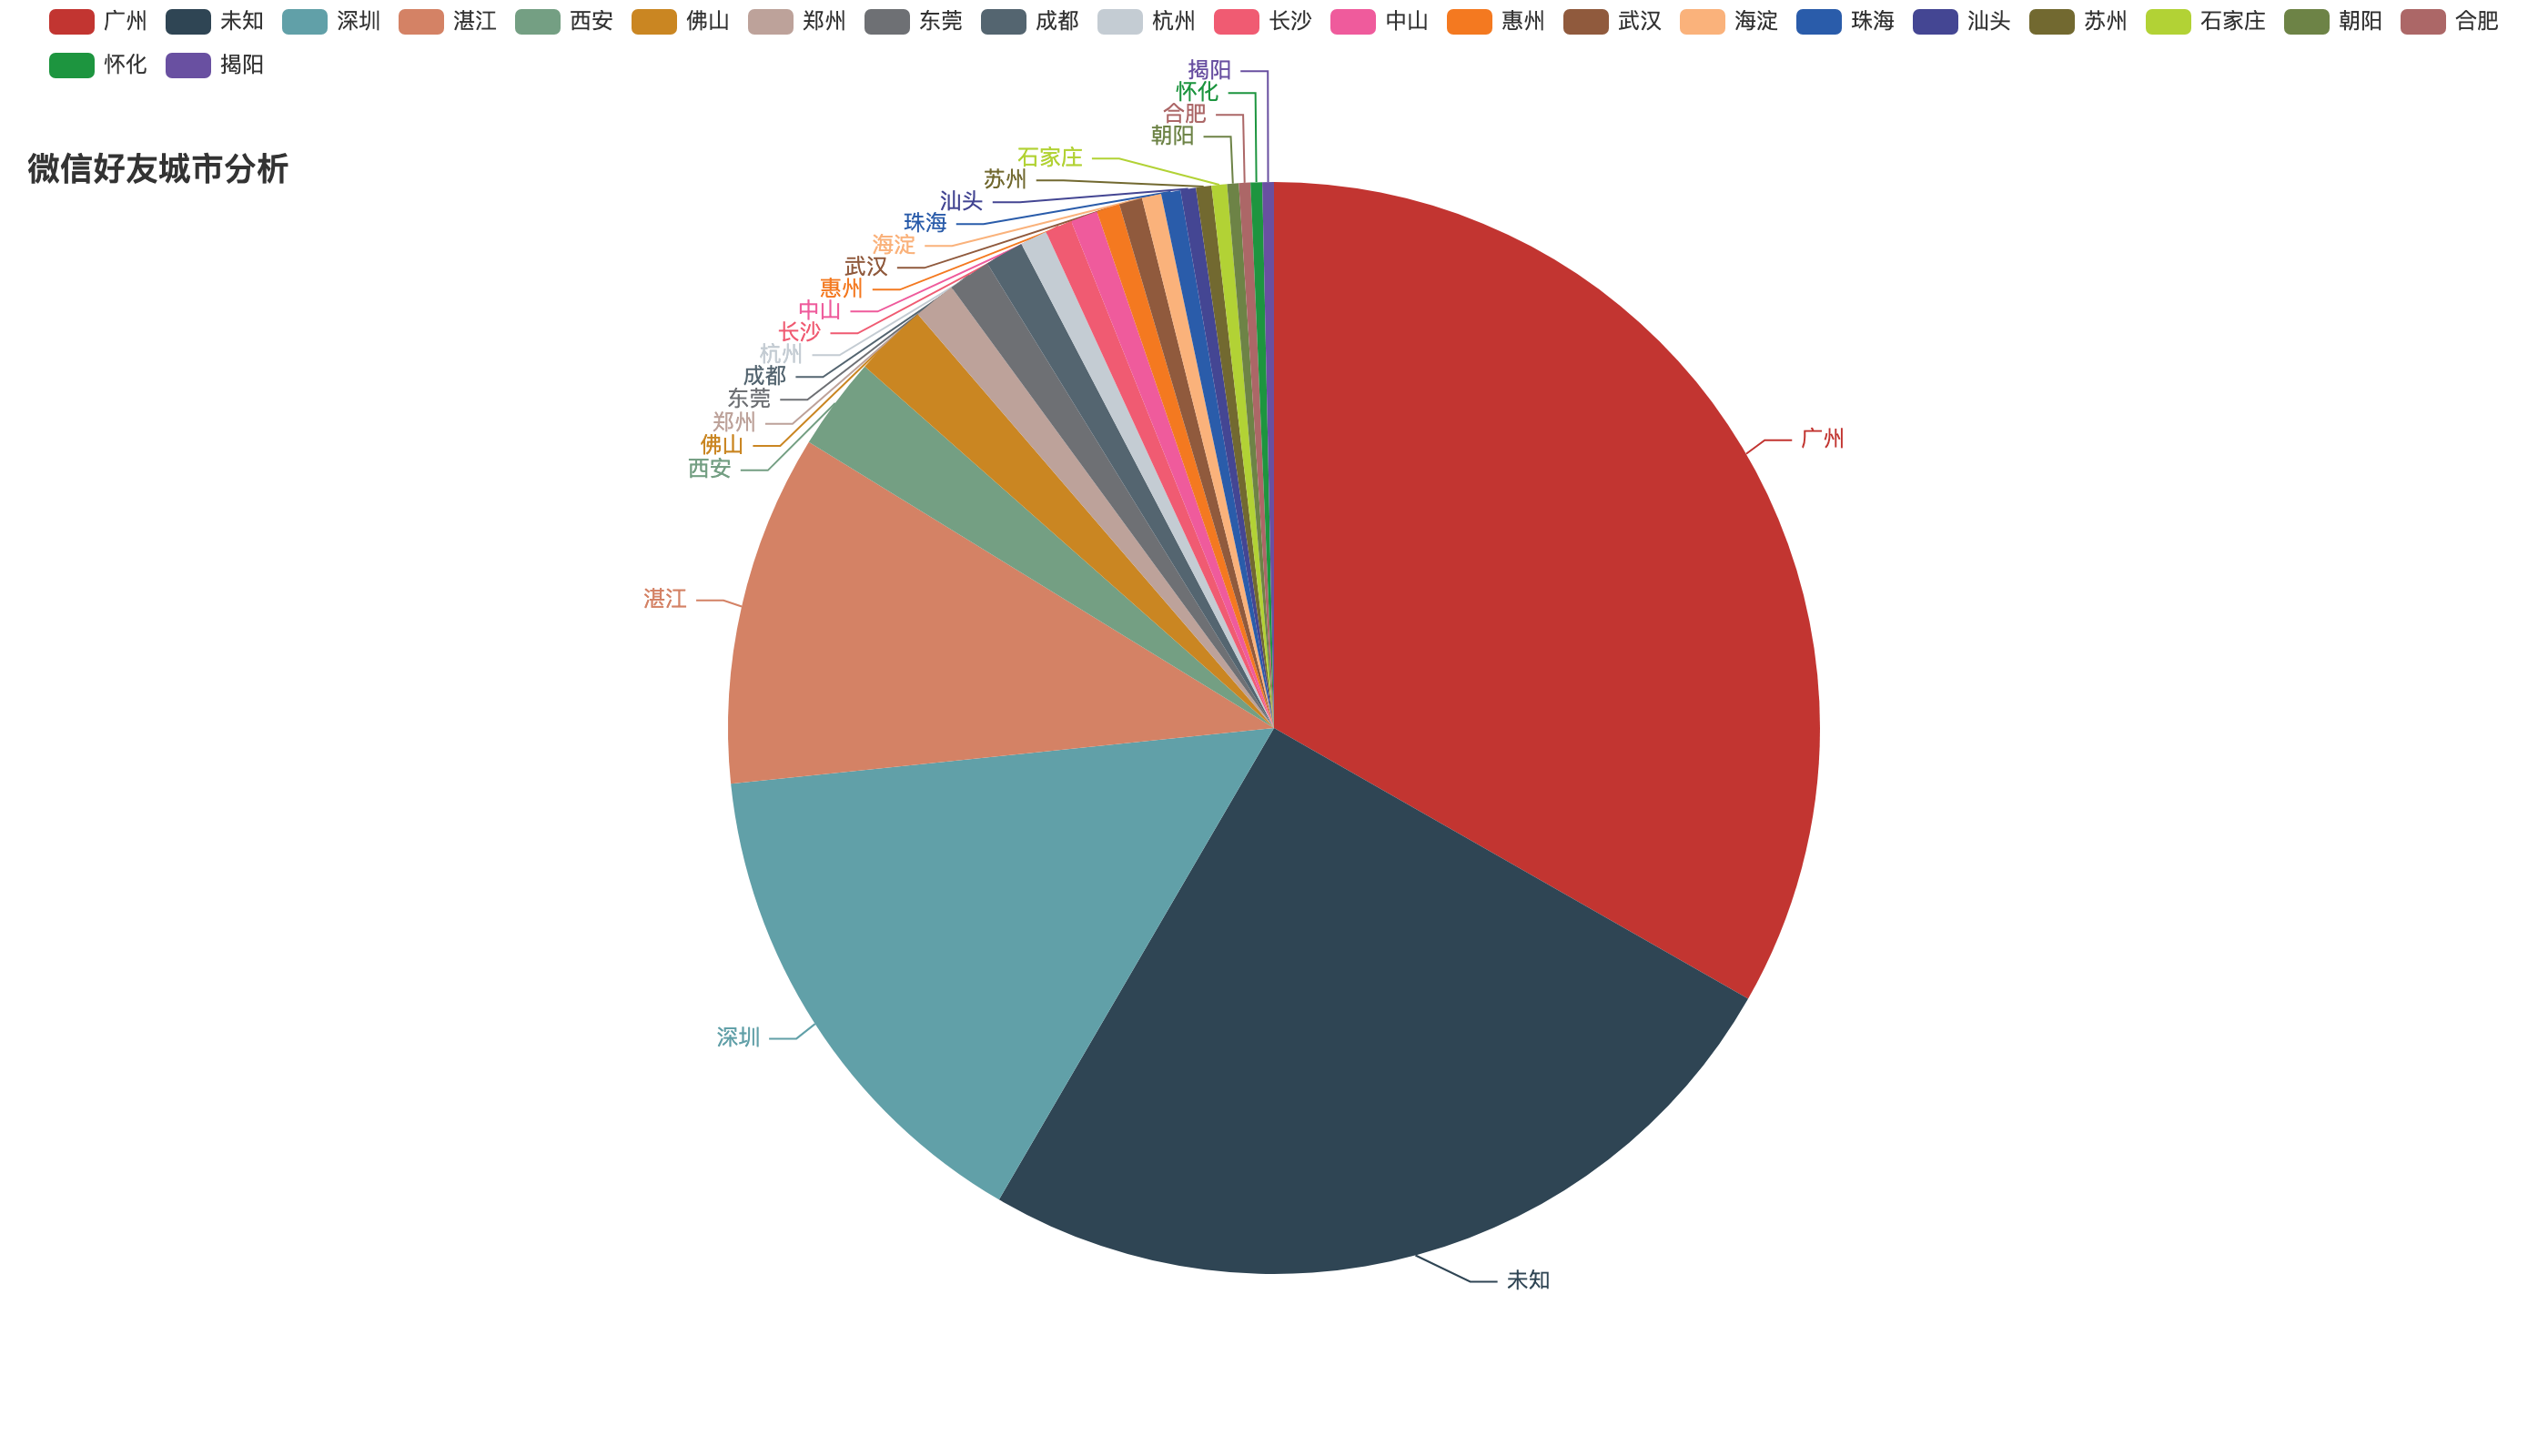 广州 未知 深圳 湛江 西安 佛山 郑州 东莞 成都 杭州 长沙 中山 惠州 武汉 海淀 珠海 汕头 苏州 石家庄 朝阳 合肥
怀化 揭阳
微信好友城市分析
揭阳
怀化
合肥
朝阳
石家庄
苏州
汕头
珠海
海淀
武汉
惠州
中山
长沙
杭州
成都
东莞
郑州
佛山
西安
广州
湛江
深圳
未知